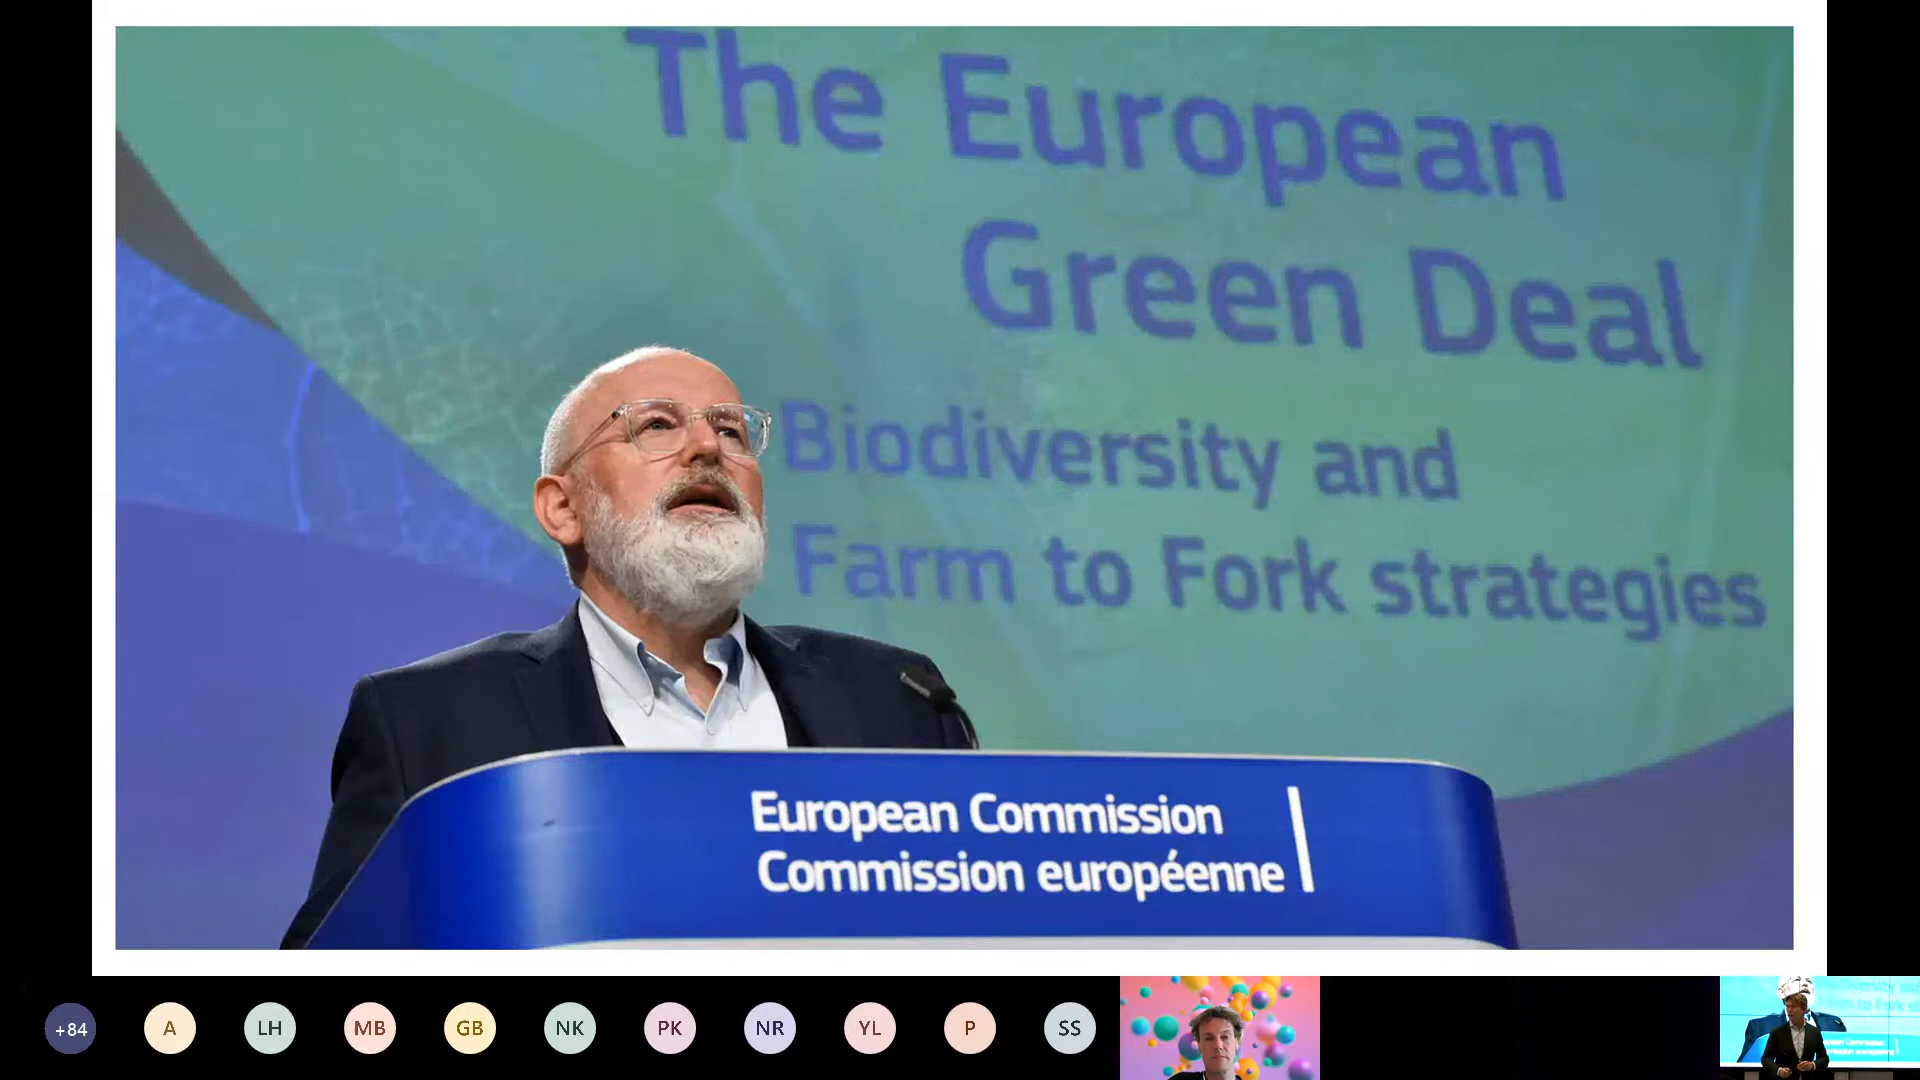 The European
Green Deal
Biodiversity and
Farm to Fork strategies
European Commission
Commission européenne
+84
A
LH
MB
GB
NK
PK
NR
YL
P
SS